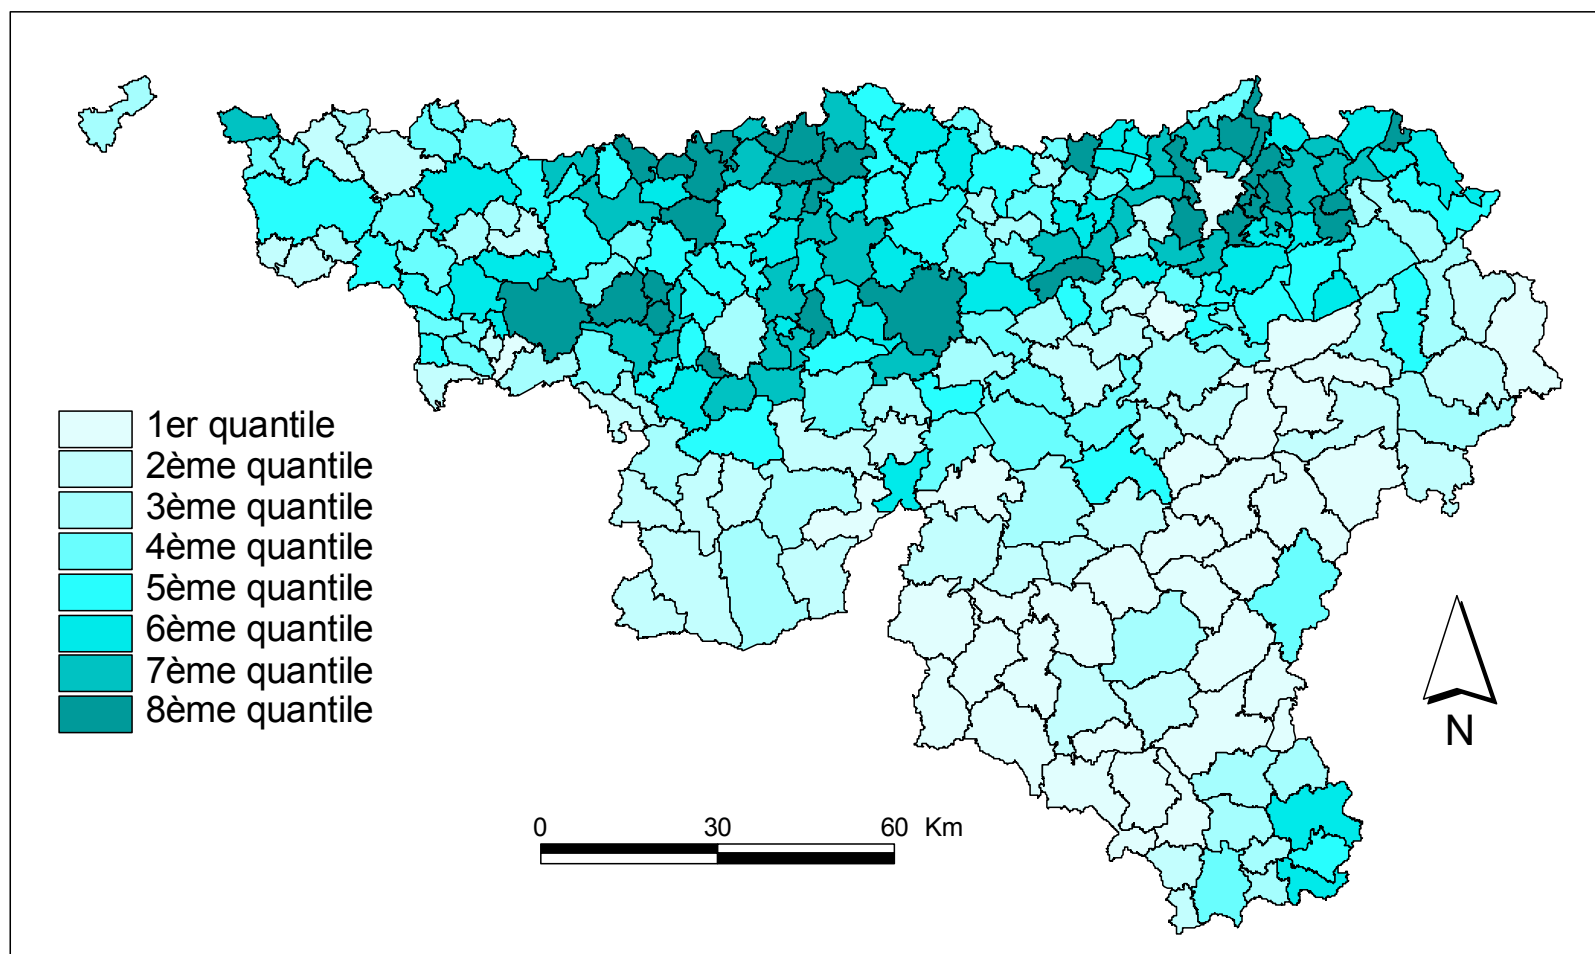 1er quantile
2ème quantile
3ème quantile
4ème quantile
5ème quantile
6ème quantile
7ème quantile
8ème quantile
N
0 30 60 Km